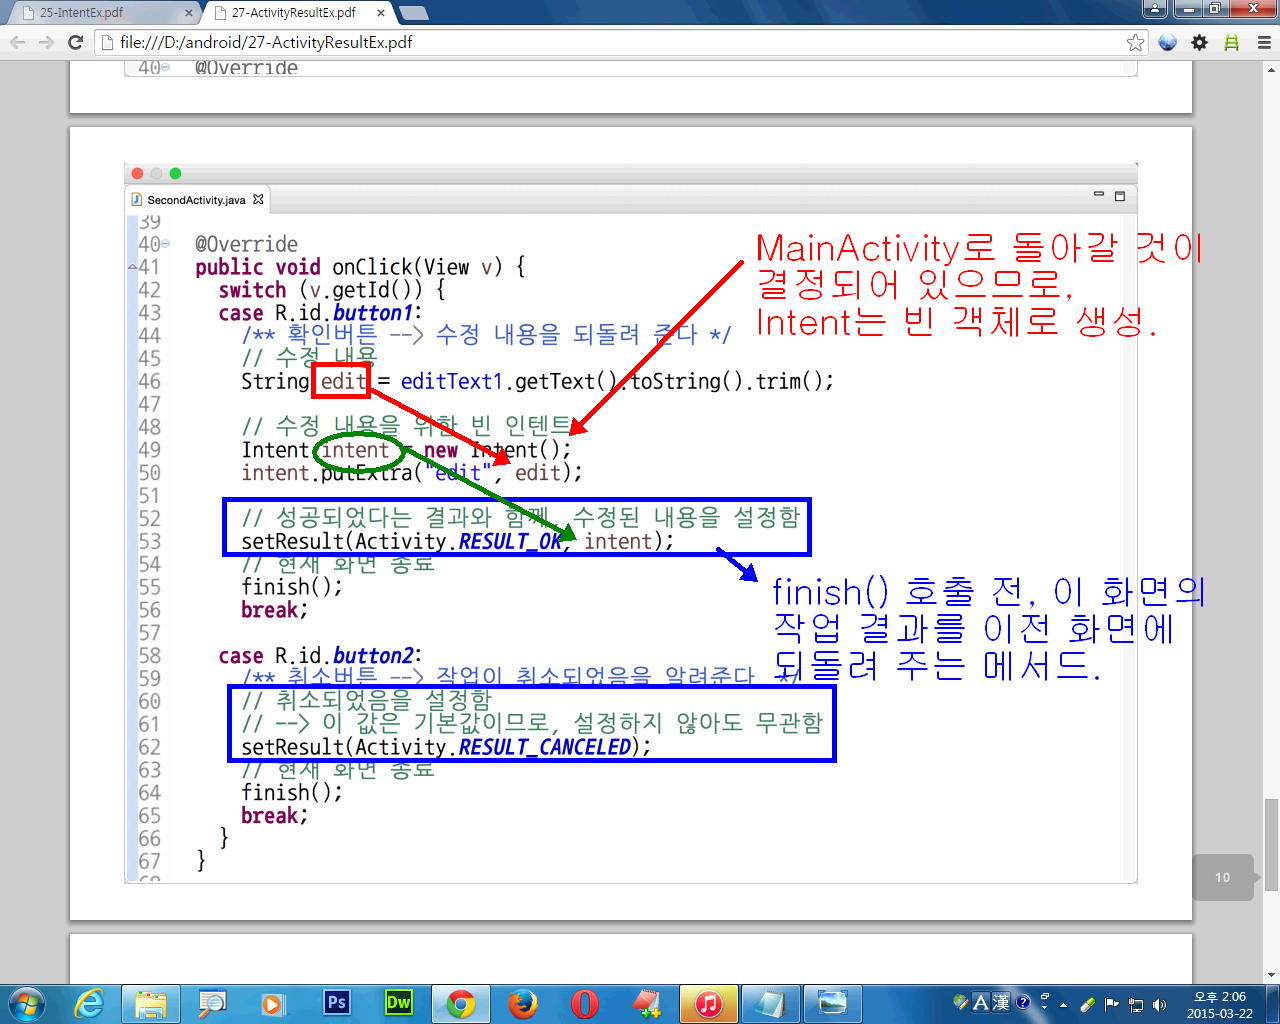 25-IntentEx.pdf
27-ActivityResultEx.pdf
file:///D:/android/27-ActivityResultEx.pdf
40 @Override
SecondActivity.java
39
40 @Override
41 public void onClick(View v) {
42 switch (v.getId()) {
43 case R.id.button1:
44 /** 확인버튼 --> 수정 내용을 되돌려 준다 */
45 // 수정 내용
46 String edit = editText1.getText().toString().trim();
47
48 // 수정 내용을 위한 빈 인텐트
49 Intent intent = new Intent();
50 intent.putExtra("edit", edit);
51
52 // 성공되었다는 결과와 함께, 수정된 내용을 설정함
53 setResult(Activity.RESULT_OK, intent);
54 // 현재 화면 종료
55 finish();
56 break;
57
58 case R.id.button2:
59 /** 취소버튼 --> 작업이 취소되었음을 알려준다. */
60 // 취소되었음을 설정함
61 // --> 이 값은 기본값이므로, 설정하지 않아도 무관함
62 setResult(Activity.RESULT_CANCELED);
63 // 현재 화면 종료
64 finish();
65 break;
66 }
67 }
68
MainActivity로 돌아갈 것이
결정되어 있으므로,
Intent는 빈 객체로 생성.
finish() 호출 전, 이 화면의
작업 결과를 이전 화면에
되돌려 주는 메서드.
10
Ps
Dw
A 漢
오후 2:06
2015-03-22